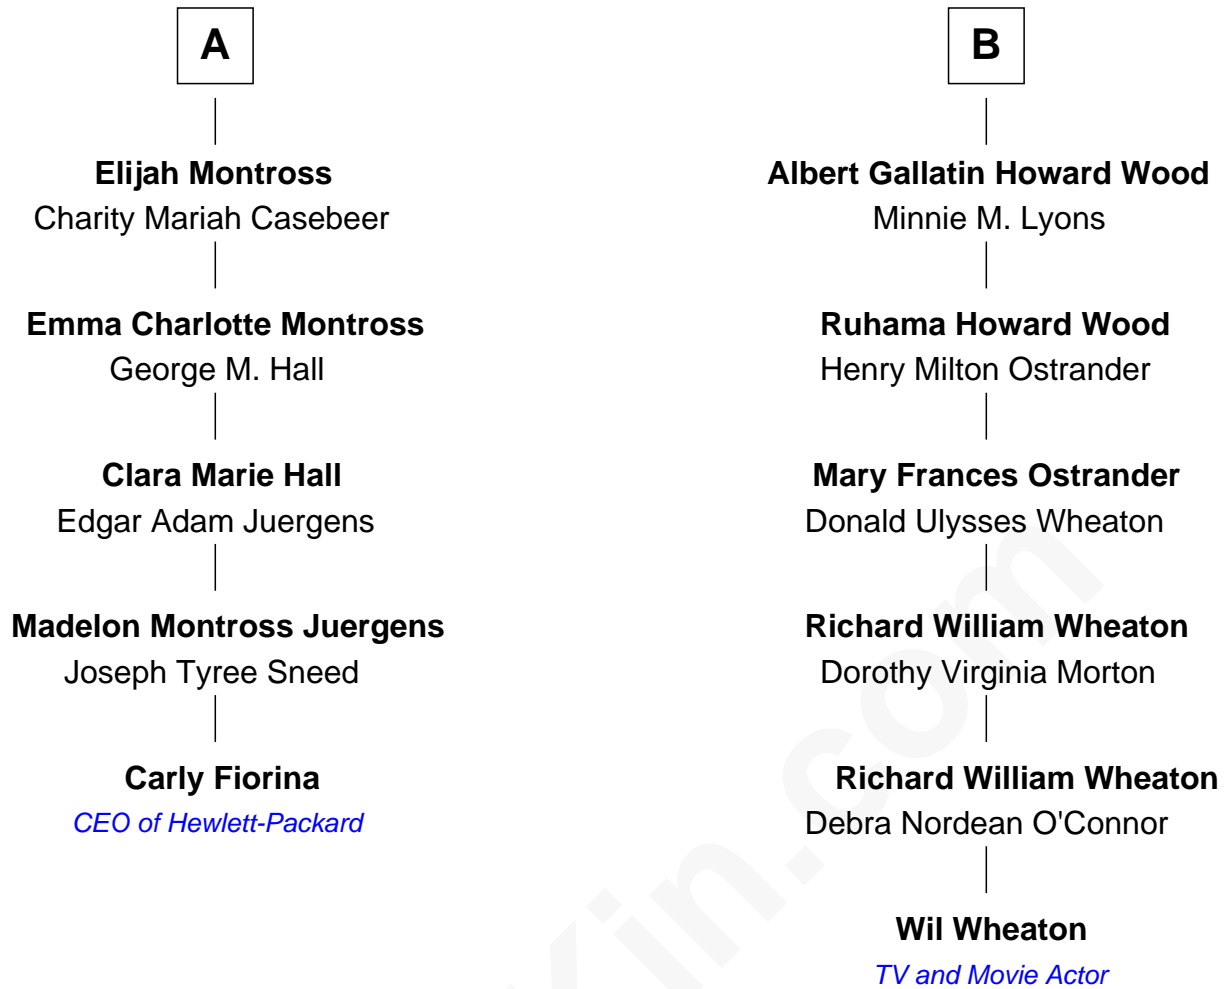 A
Elijah Montross
Charity Mariah Casebeer
Emma Charlotte Montross
George M. Hall
Clara Marie Hall
Edgar Adam Juergens
Madelon Montross Juergens
Joseph Tyree Sneed
Carly Fiorina
CEO of Hewlett-Packard
B
Albert Gallatin Howard Wood
Minnie M. Lyons
Ruhama Howard Wood
Henry Milton Ostrander
Mary Frances Ostrander
Donald Ulysses Wheaton
Richard William Wheaton
Dorothy Virginia Morton
Richard William Wheaton
Debra Nordean O'Connor
Wil Wheaton
TV and Movie Actor
Kin.com